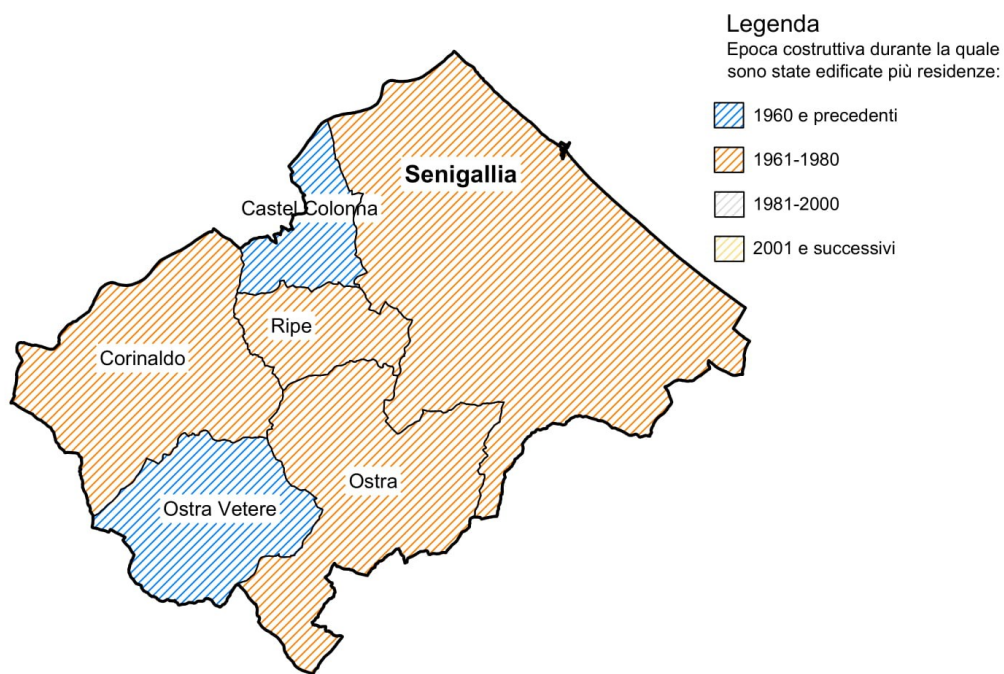 Legenda
Epoca costruttiva durante la quale
sono state edificate più residenze:
1960 e precedenti
1961-1980
1981-2000
2001 e successivi
Senigallia
Castel Colonna
Ripe
Corinaldo
Ostra
Ostra Vetere